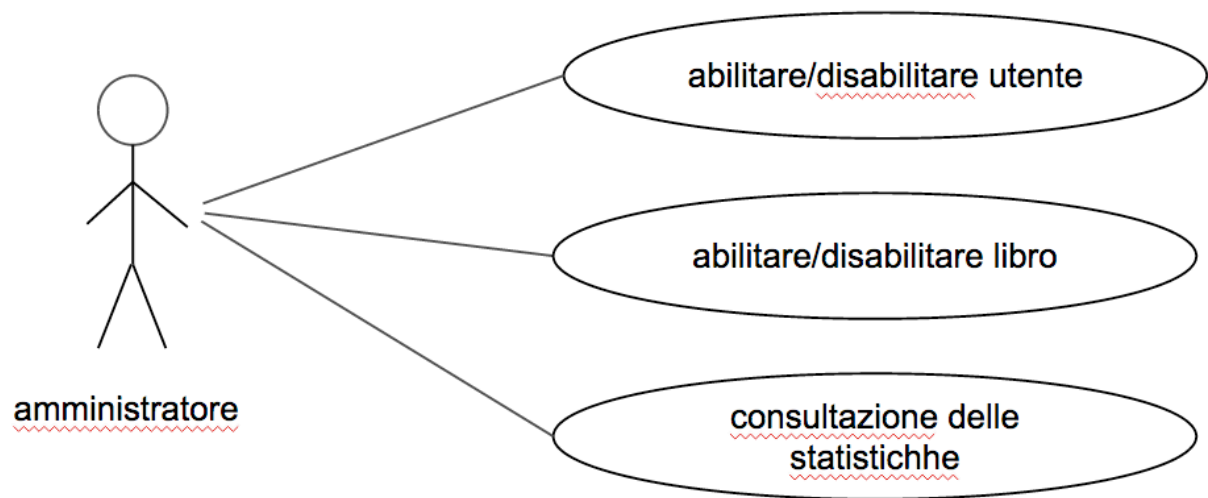 abilitare/disabilitare utente
abilitare/disabilitare libro
amministratore
consultazione delle
statistichhe